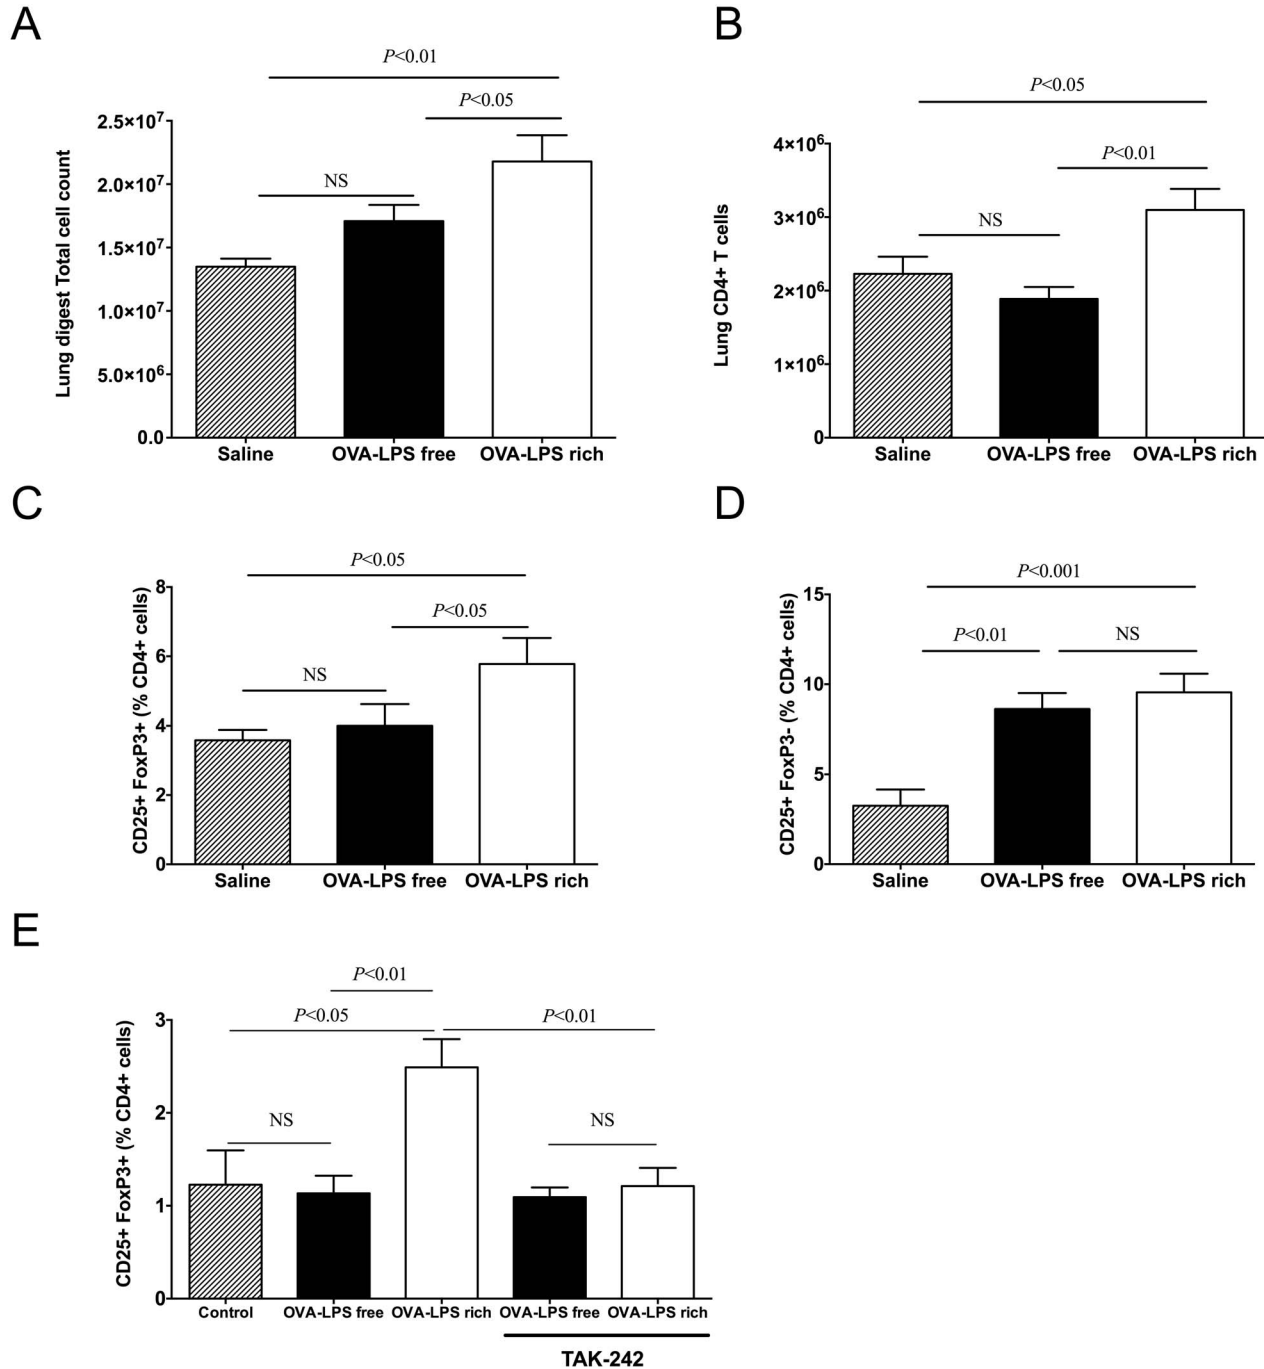 A
P<0.01
P<0.05
NS
Lung digest Total cell count
2.5×10⁷
2.0×10⁷
1.5×10⁷
1.0×10⁷
5.0×10⁶
0.0
Saline OVA-LPS free OVA-LPS rich
B
P<0.05
P<0.01
NS
Lung CD4+ T cells
4×10⁶
3×10⁶
2×10⁶
1×10⁶
0
Saline OVA-LPS free OVA-LPS rich
C
P<0.05
P<0.05
NS
CD25+ FoxP3+ (% CD4+ cells)
8
6
4
2
0
Saline OVA-LPS free OVA-LPS rich
D
P<0.001
P<0.01 NS
CD25+ FoxP3- (% CD4+ cells)
15
10
5
0
Saline OVA-LPS free OVA-LPS rich
E
P<0.01
P<0.05 P<0.01
NS NS
CD25+ FoxP3+ (% CD4+ cells)
3
2
1
0
Control OVA-LPS free OVA-LPS rich OVA-LPS free OVA-LPS rich
TAK-242